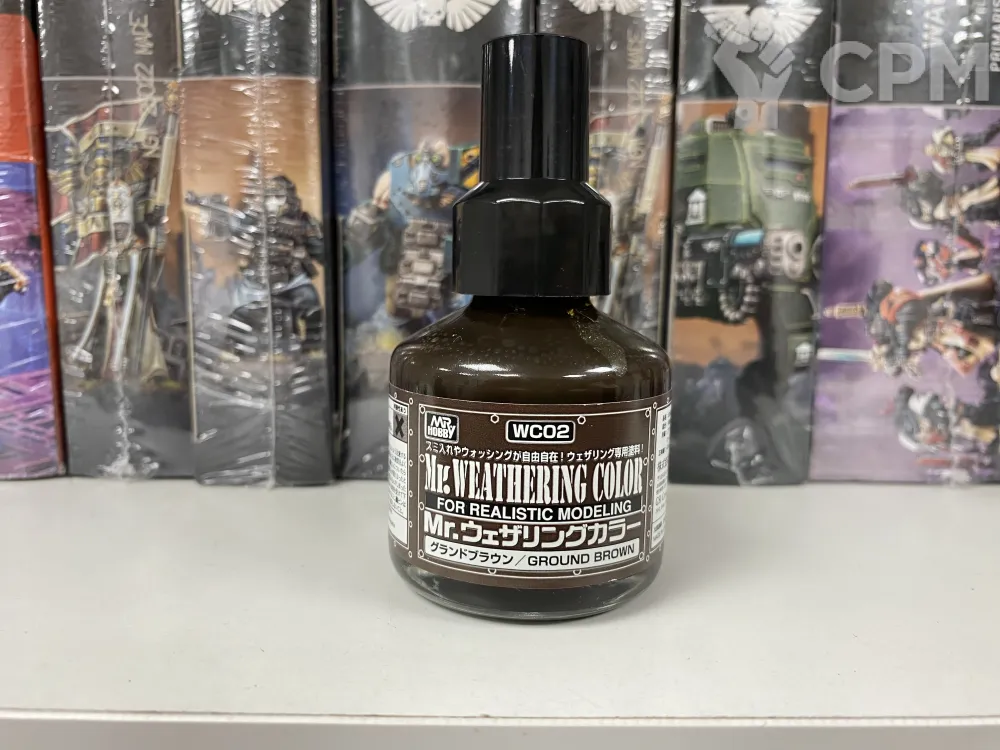 CPM
MR HOBBY
WC02
スミ入れやウォッシングが自由自在!ウェザリング専用塗料!
Mr. WEATHERING COLOR
FOR REALISTIC MODELING
Mr.ウェザリングカラー
グランドブラウン/GROUND BROWN